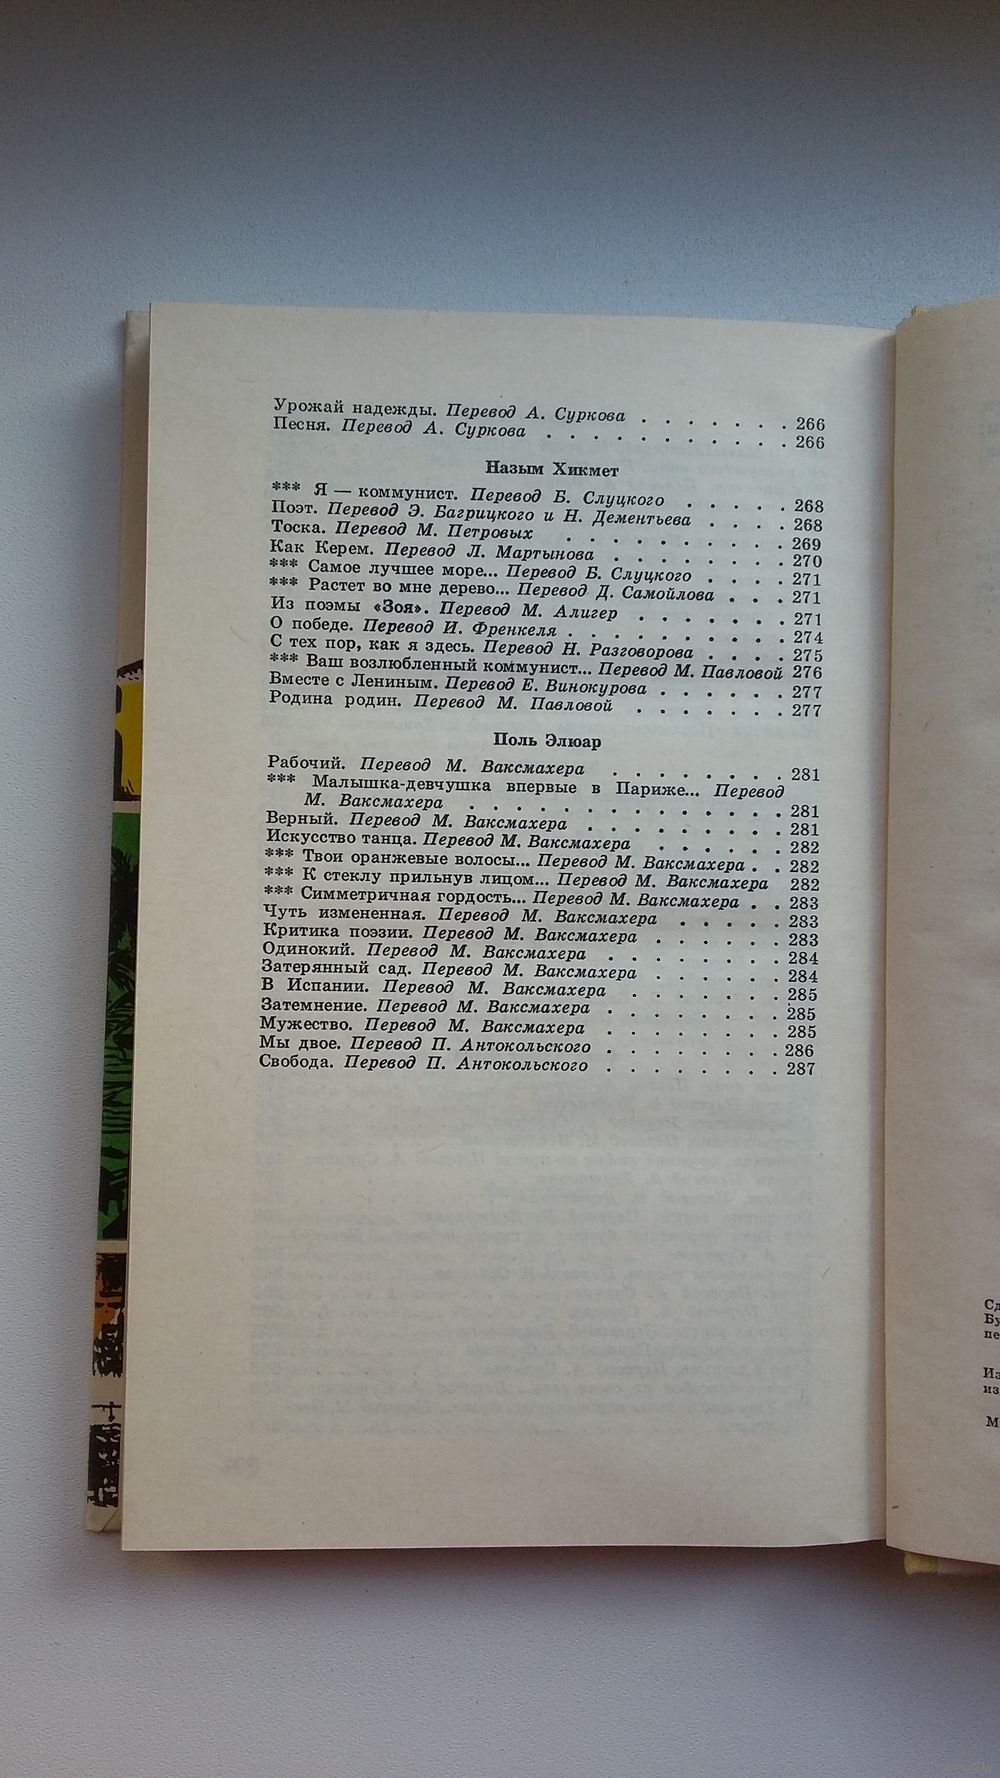 Урожай надежды. Перевод А. Суркова . . . . . . . 266
Песня. Перевод А. Суркова . . . . . . . . . . . 266
Назым Хикмет
*** Я — коммунист. Перевод Б. Слуцкого . . . . . 268
Поэт. Перевод Э. Багрицкого и Н. Дементьева . . . . 268
Тоска. Перевод М. Петровых . . . . . . . . . . 269
Как Керем. Перевод Л. Мартынова . . . . . . . . 270
*** Самое лучшее море... Перевод Б. Слуцкого . . . . 271
*** Растет во мне дерево... Перевод Д. Самойлова . . . 271
Из поэмы «Зоя». Перевод М. Алигер . . . . . . . 271
О победе. Перевод И. Френкеля . . . . . . . . . . 274
С тех пор, как я здесь. Перевод Н. Разговорова . . . . 275
*** Ваш возлюбленный коммунист... Перевод М. Павловой 276
Вместе с Лениным. Перевод Е. Винокурова . . . . . . 277
Родина родин. Перевод М. Павловой . . . . . . . 277
Поль Элюар
Рабочий. Перевод М. Ваксмахера . . . . . . . . 281
*** Малышка-девчушка впервые в Париже... Перевод
М. Ваксмахера . . . . . . . . . . . . . . 281
Верный. Перевод М. Ваксмахера . . . . . . . . . 281
Искусство танца. Перевод М. Ваксмахера . . . . . . 282
*** Твои оранжевые волосы... Перевод М. Ваксмахера . . 282
*** К стеклу прильнув лицом... Перевод М. Ваксмахера 282
*** Симметричная гордость... Перевод М. Ваксмахера . . 283
Чуть измененная. Перевод М. Ваксмахера . . . . . 283
Критика поэзии. Перевод М. Ваксмахера . . . . . . 283
Одинокий. Перевод М. Ваксмахера . . . . . . . . 284
Затерянный сад. Перевод М. Ваксмахера . . . . . . 284
В Испании. Перевод М. Ваксмахера . . . . . . . 285
Затемнение. Перевод М. Ваксмахера . . . . . . . . 285
Мужество. Перевод М. Ваксмахера . . . . . . . . 285
Мы двое. Перевод П. Антокольского . . . . . . . . 286
Свобода. Перевод П. Антокольского . . . . . . . . 287